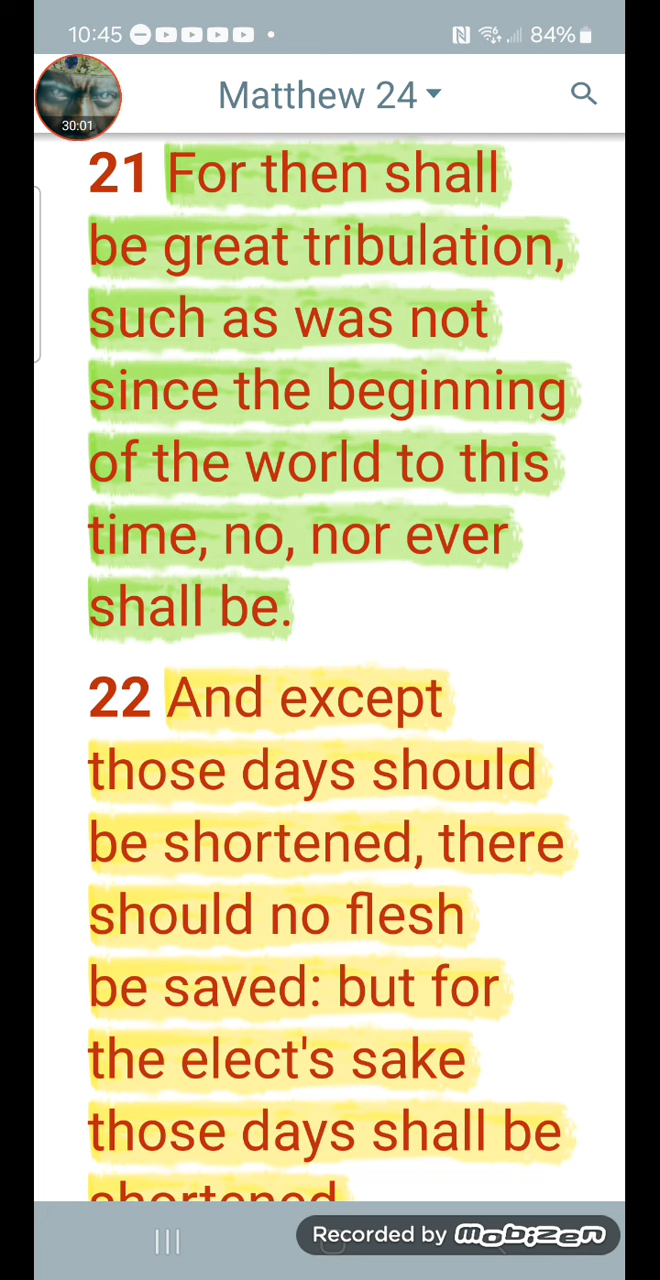 10:45
84%
30:01
Matthew 24
21 For then shall
be great tribulation,
such as was not
since the beginning
of the world to this
time, no, nor ever
shall be.
22 And except
those days should
be shortened, there
should no flesh
be saved: but for
the elect's sake
those days shall be
shortened
Recorded by mobizen